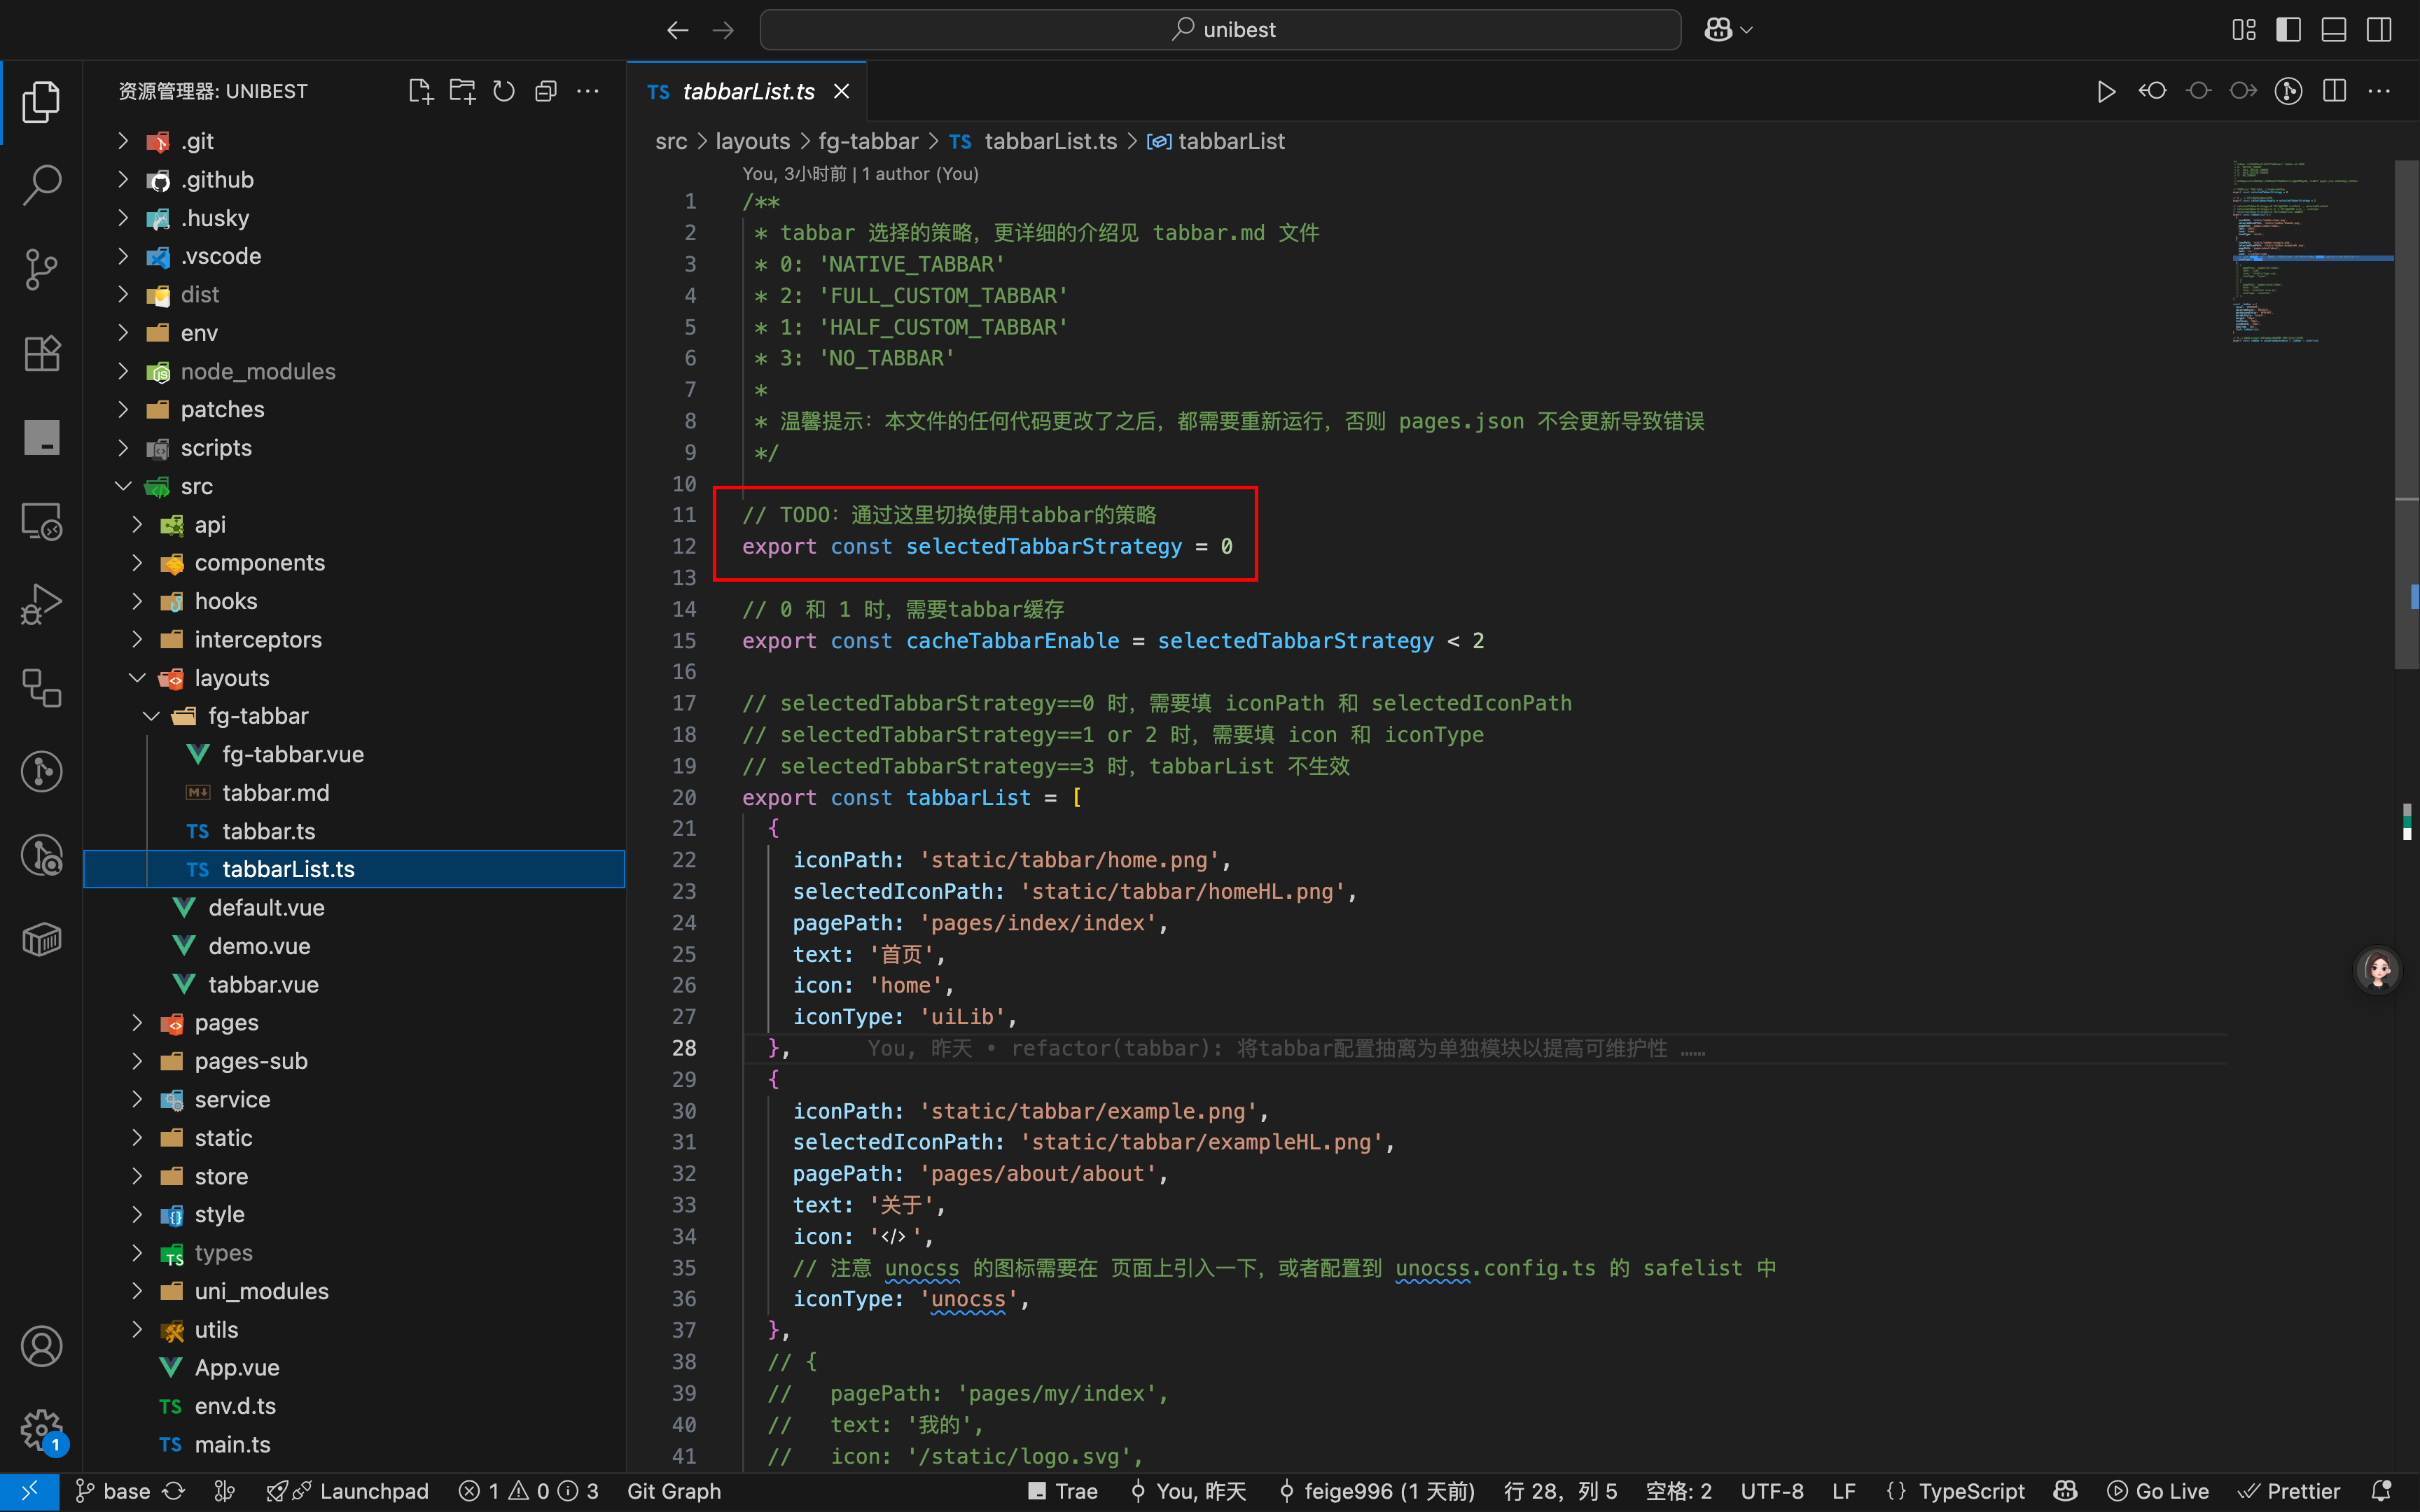 unibest
资源管理器: UNIBEST
.git
.github
.husky
.vscode
dist
env
node_modules
patches
scripts
src
api
components
hooks
interceptors
layouts
fg-tabbar
fg-tabbar.vue
tabbar.md
TS tabbar.ts
TS tabbarList.ts
default.vue
demo.vue
tabbar.vue
pages
pages-sub
service
static
store
style
types
uni_modules
utils
App.vue
TS env.d.ts
TS main.ts
1
TS tabbarList.ts
src > layouts > fg-tabbar > TS tabbarList.ts > tabbarList
You, 3小时前 | 1 author (You)
1 /**
2 * tabbar 选择的策略，更详细的介绍见 tabbar.md 文件
3 * 0: 'NATIVE_TABBAR'
4 * 2: 'FULL_CUSTOM_TABBAR'
5 * 1: 'HALF_CUSTOM_TABBAR'
6 * 3: 'NO_TABBAR'
7 *
8 * 温馨提示：本文件的任何代码更改了之后，都需要重新运行，否则 pages.json 不会更新导致错误
9 */
10
11 // TODO：通过这里切换使用tabbar的策略
12 export const selectedTabbarStrategy = 0
13
14 // 0 和 1 时，需要tabbar缓存
15 export const cacheTabbarEnable = selectedTabbarStrategy < 2
16
17 // selectedTabbarStrategy==0 时，需要填 iconPath 和 selectedIconPath
18 // selectedTabbarStrategy==1 or 2 时，需要填 icon 和 iconType
19 // selectedTabbarStrategy==3 时，tabbarList 不生效
20 export const tabbarList = [
21 {
22 iconPath: 'static/tabbar/home.png',
23 selectedIconPath: 'static/tabbar/homeHL.png',
24 pagePath: 'pages/index/index',
25 text: '首页',
26 icon: 'home',
27 iconType: 'uiLib',
28 }, You, 昨天 • refactor(tabbar): 将tabbar配置抽离为单独模块以提高可维护性 ……
29 {
30 iconPath: 'static/tabbar/example.png',
31 selectedIconPath: 'static/tabbar/exampleHL.png',
32 pagePath: 'pages/about/about',
33 text: '关于',
34 icon: '</>',
35 // 注意 unocss 的图标需要在 页面上引入一下，或者配置到 unocss.config.ts 的 safelist 中
36 iconType: 'unocss',
37 },
38 // {
39 // pagePath: 'pages/my/index',
40 // text: '我的',
41 // icon: '/static/logo.svg',
base Launchpad 1 0 3 Git Graph Trae You, 昨天 feige996 (1 天前) 行 28，列 5 空格: 2 UTF-8 LF {} TypeScript Go Live Prettier